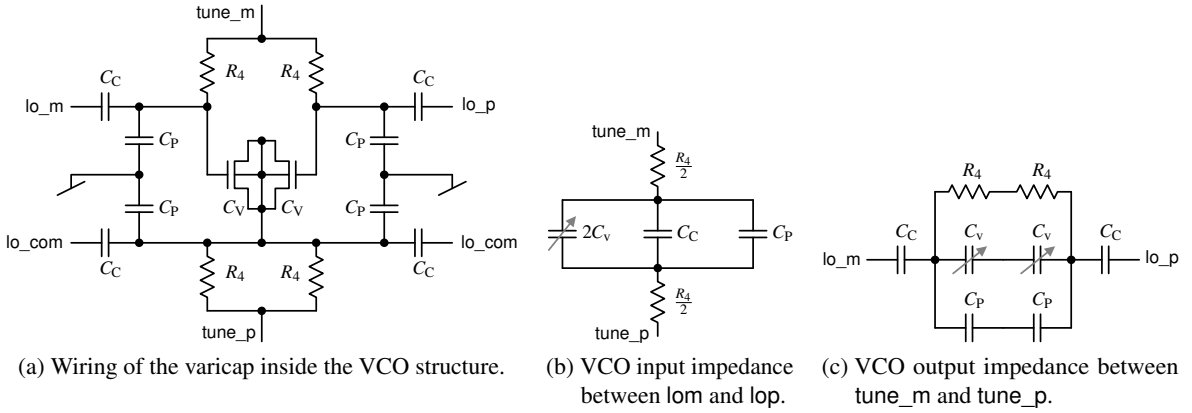 tune_m
R4 R4
CC CC
lo_m lo_p
CP CP
CV CV
CP CP
lo_com lo_com
CC CC
R4 R4
tune_p
(a) Wiring of the varicap inside the VCO structure.
tune_m
R4/2
2Cv CC CP
R4/2
tune_p
(b) VCO input impedance
between lom and lop.
R4 R4
CC Cv Cv CC
lo_m lo_p
CP CP
(c) VCO output impedance between
tune_m and tune_p.